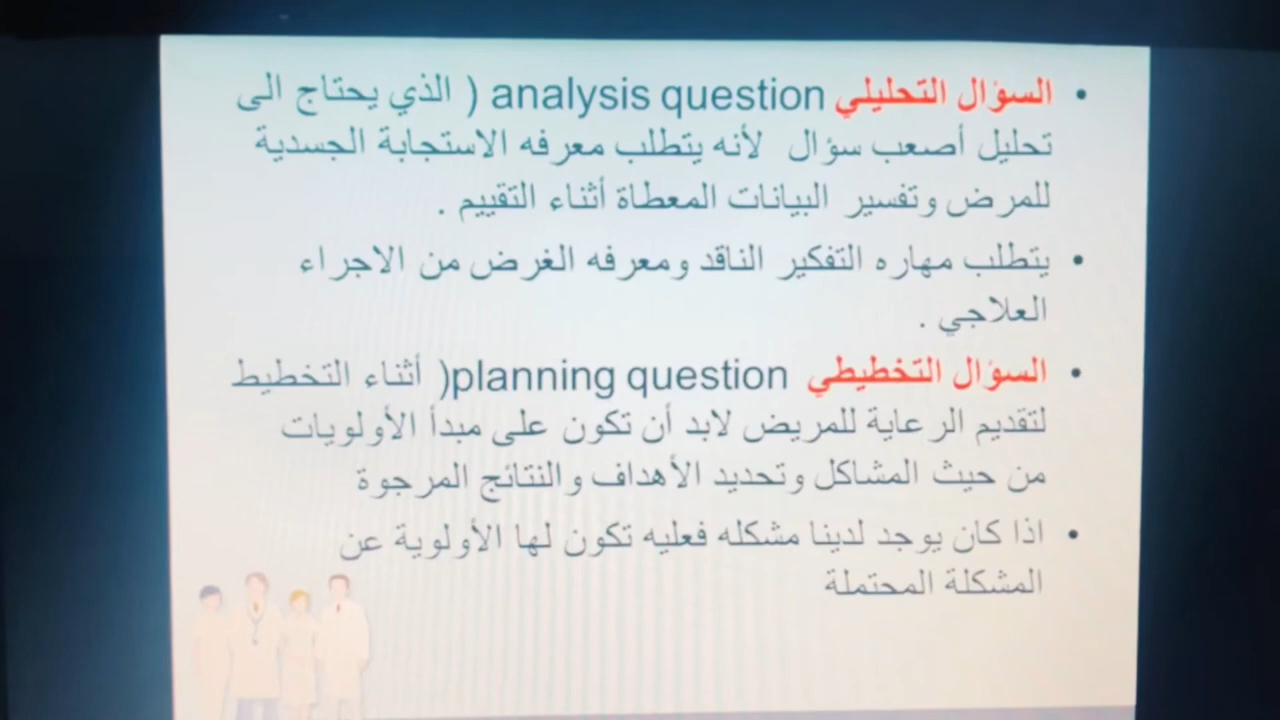 • السؤال التحليلي analysis question ( الذي يحتاج الى
تحليل أصعب سؤال لأنه يتطلب معرفه الاستجابة الجسدية
للمرض وتفسير البيانات المعطاة أثناء التقييم .
• يتطلب مهاره التفكير الناقد ومعرفه الغرض من الاجراء
العلاجي .
• السؤال التخطيطي planning question( أثناء التخطيط
لتقديم الرعاية للمريض لابد أن تكون على مبدأ الأولويات
من حيث المشاكل وتحديد الأهداف والنتائج المرجوة
• اذا كان يوجد لدينا مشكله فعليه تكون لها الأولوية عن
المشكلة المحتملة